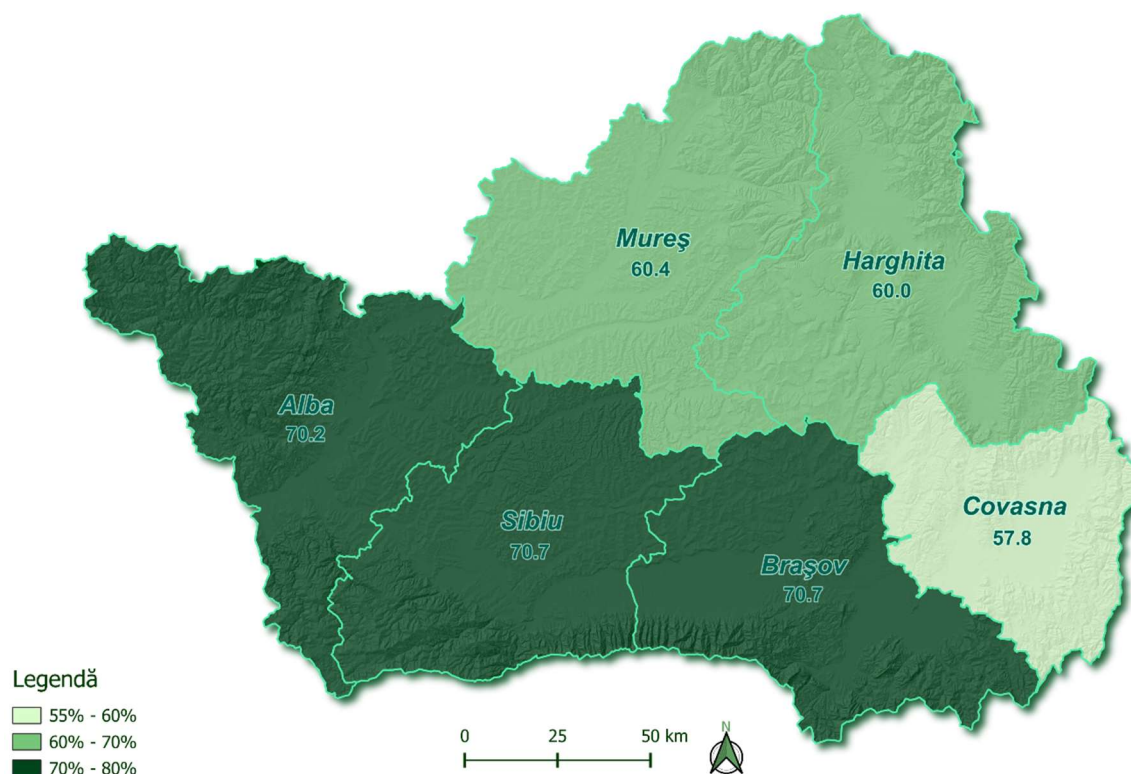 Mureş
60.4
Harghita
60.0
Alba
70.2
Covasna
57.8
Sibiu
70.7
Braşov
70.7
Legendă
55% - 60%
60% - 70%
70% - 80%
0 25 50 km
N